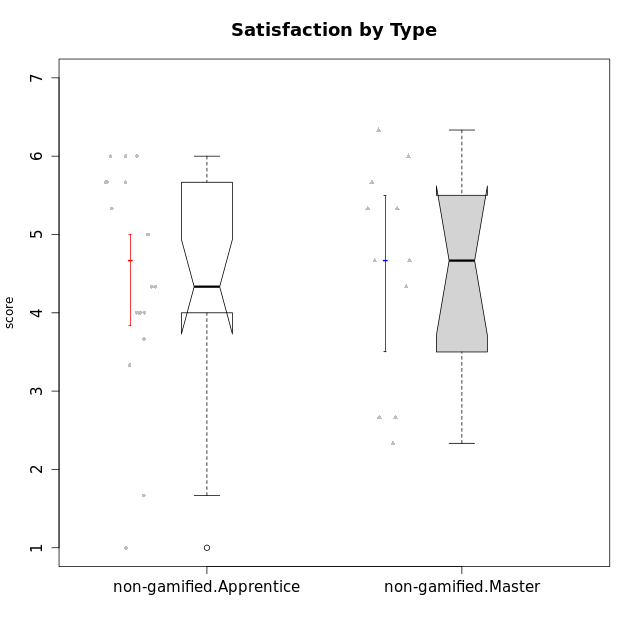 Satisfaction by Type
7
6
5
4
3
2
1
score
non-gamified.Apprentice
non-gamified.Master